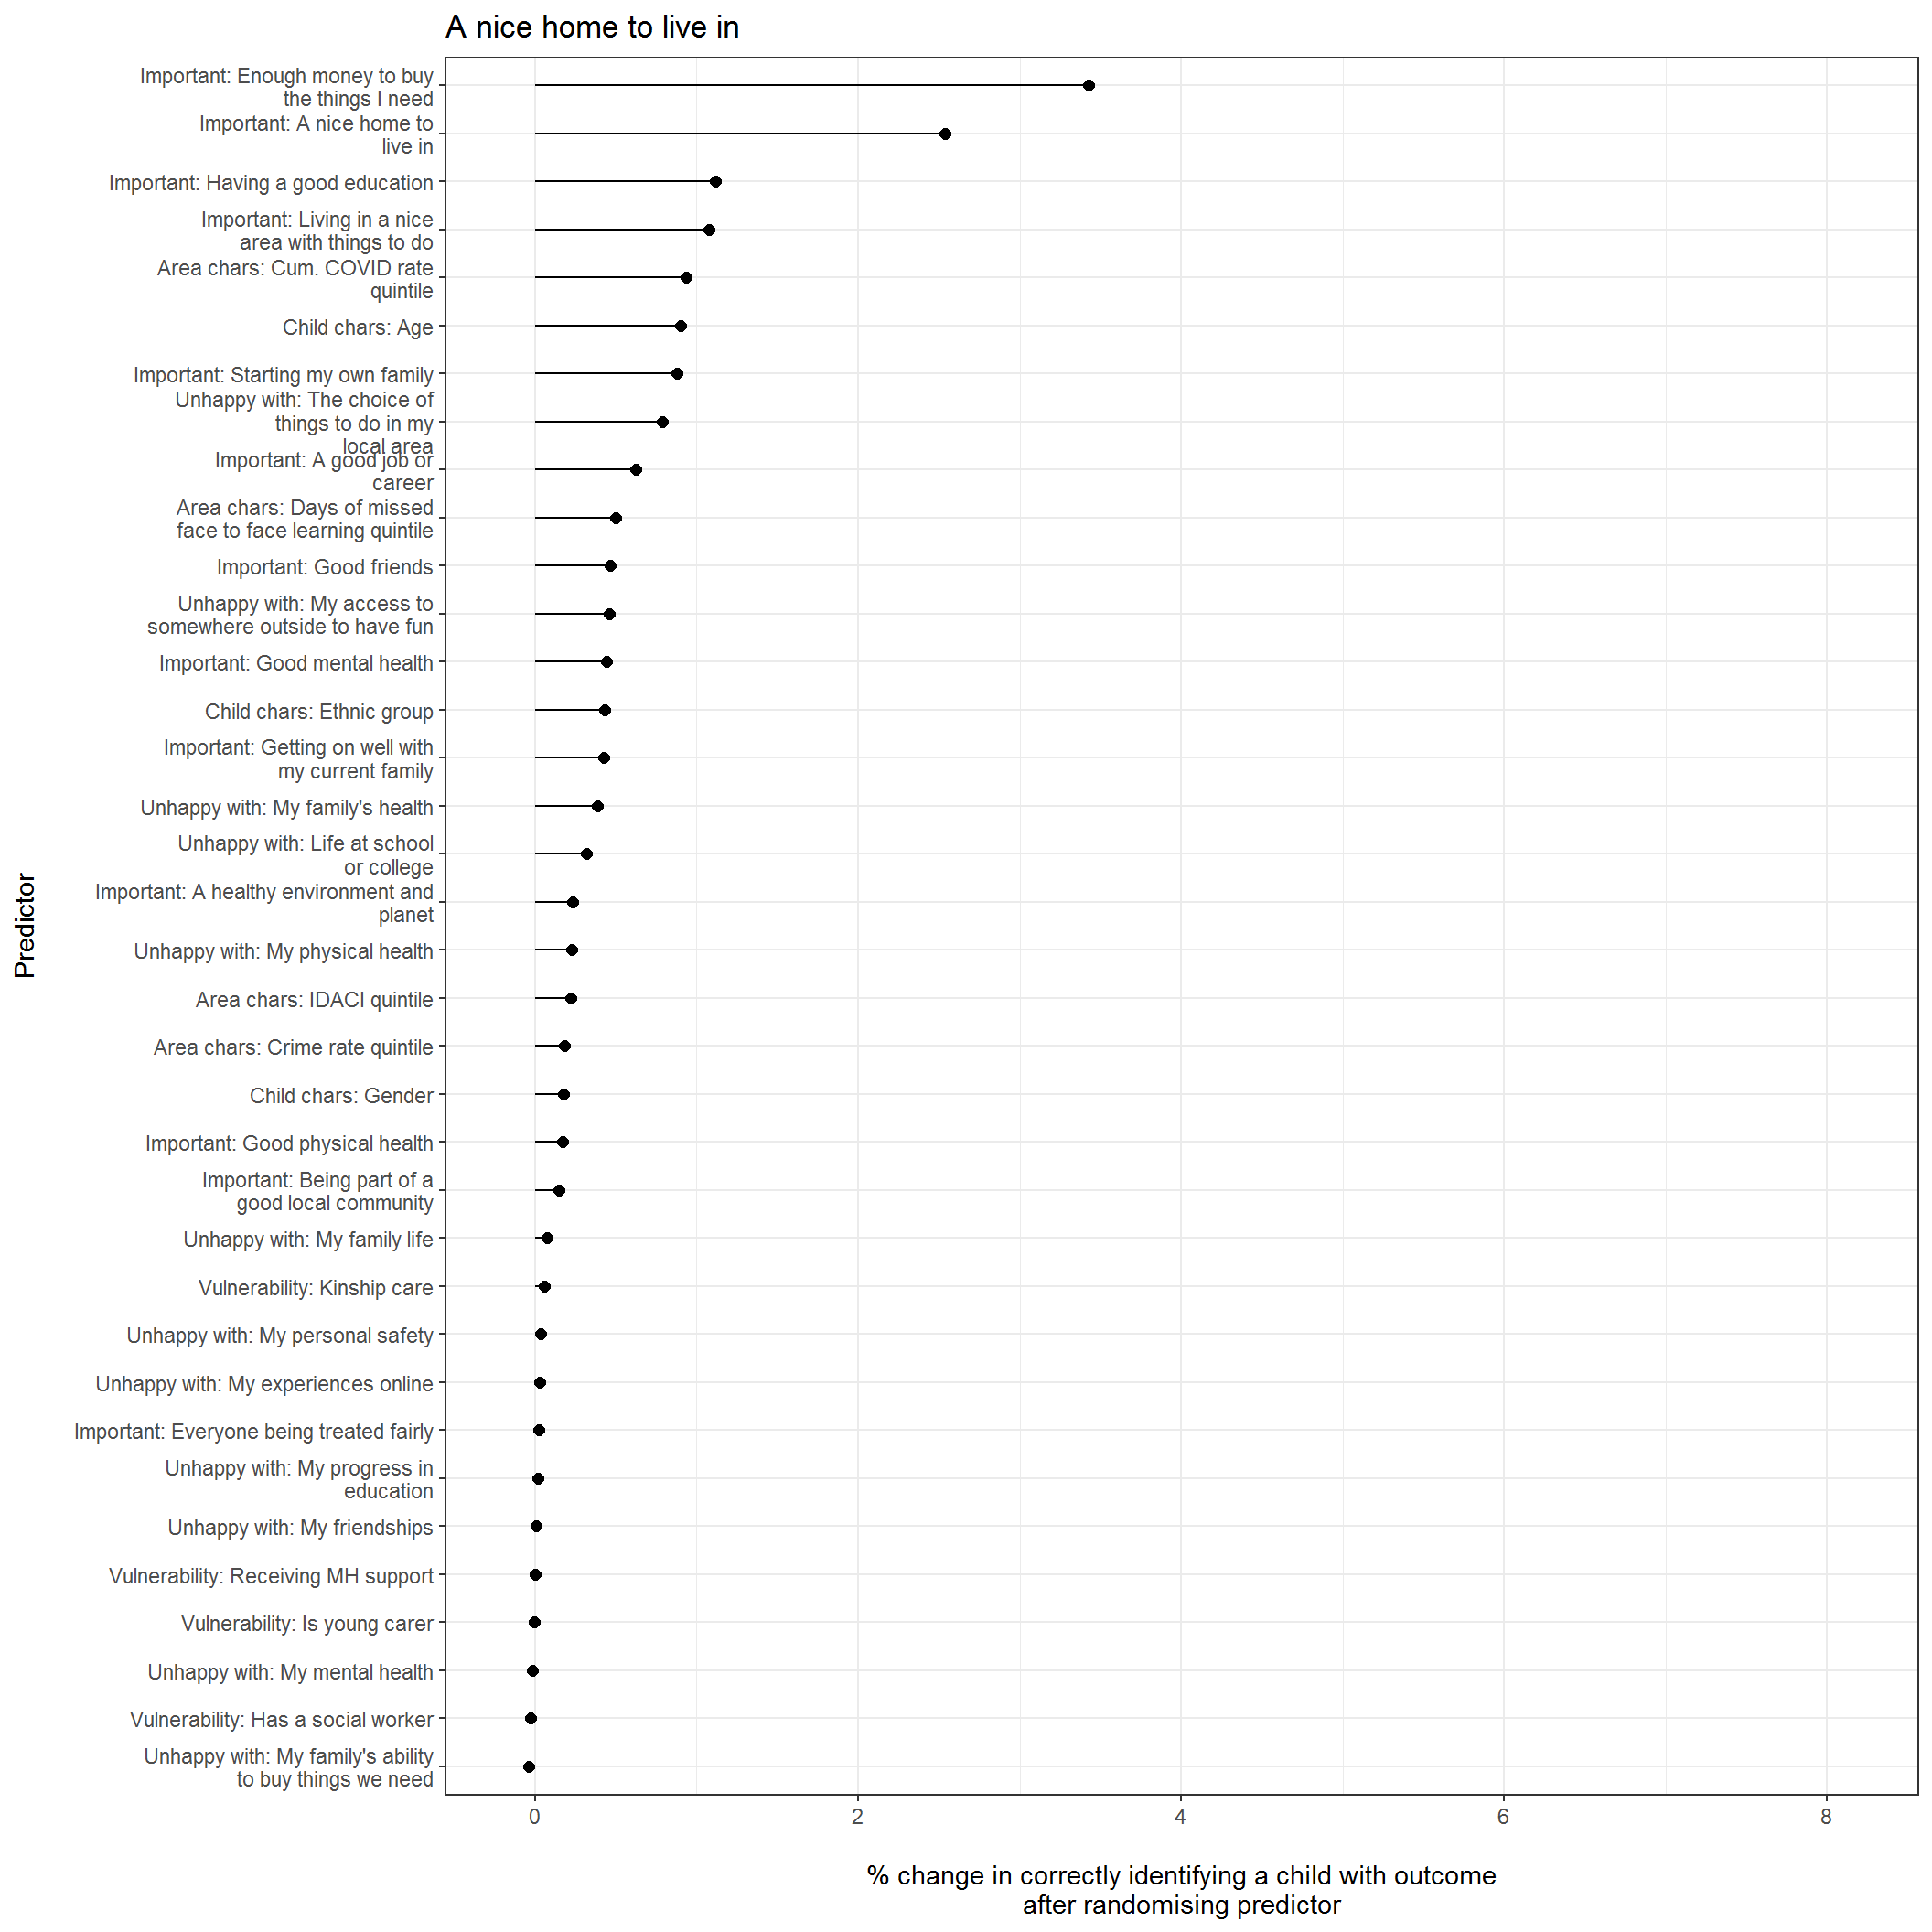 A nice home to live in
Important: Enough money to buy
the things I need
Important: A nice home to
live in
Important: Having a good education
Important: Living in a nice
area with things to do
Area chars: Cum. COVID rate
quintile
Child chars: Age
Important: Starting my own family
Unhappy with: The choice of
things to do in my
local area
Important: A good job or
career
Area chars: Days of missed
face to face learning quintile
Important: Good friends
Unhappy with: My access to
somewhere outside to have fun
Important: Good mental health
Child chars: Ethnic group
Important: Getting on well with
my current family
Unhappy with: My family's health
Unhappy with: Life at school
or college
Important: A healthy environment and
planet
Unhappy with: My physical health
Area chars: IDACI quintile
Area chars: Crime rate quintile
Child chars: Gender
Important: Good physical health
Important: Being part of a
good local community
Unhappy with: My family life
Vulnerability: Kinship care
Unhappy with: My personal safety
Unhappy with: My experiences online
Important: Everyone being treated fairly
Unhappy with: My progress in
education
Unhappy with: My friendships
Vulnerability: Receiving MH support
Vulnerability: Is young carer
Unhappy with: My mental health
Vulnerability: Has a social worker
Unhappy with: My family's ability
to buy things we need
Predictor
0 2 4 6 8
% change in correctly identifying a child with outcome
after randomising predictor